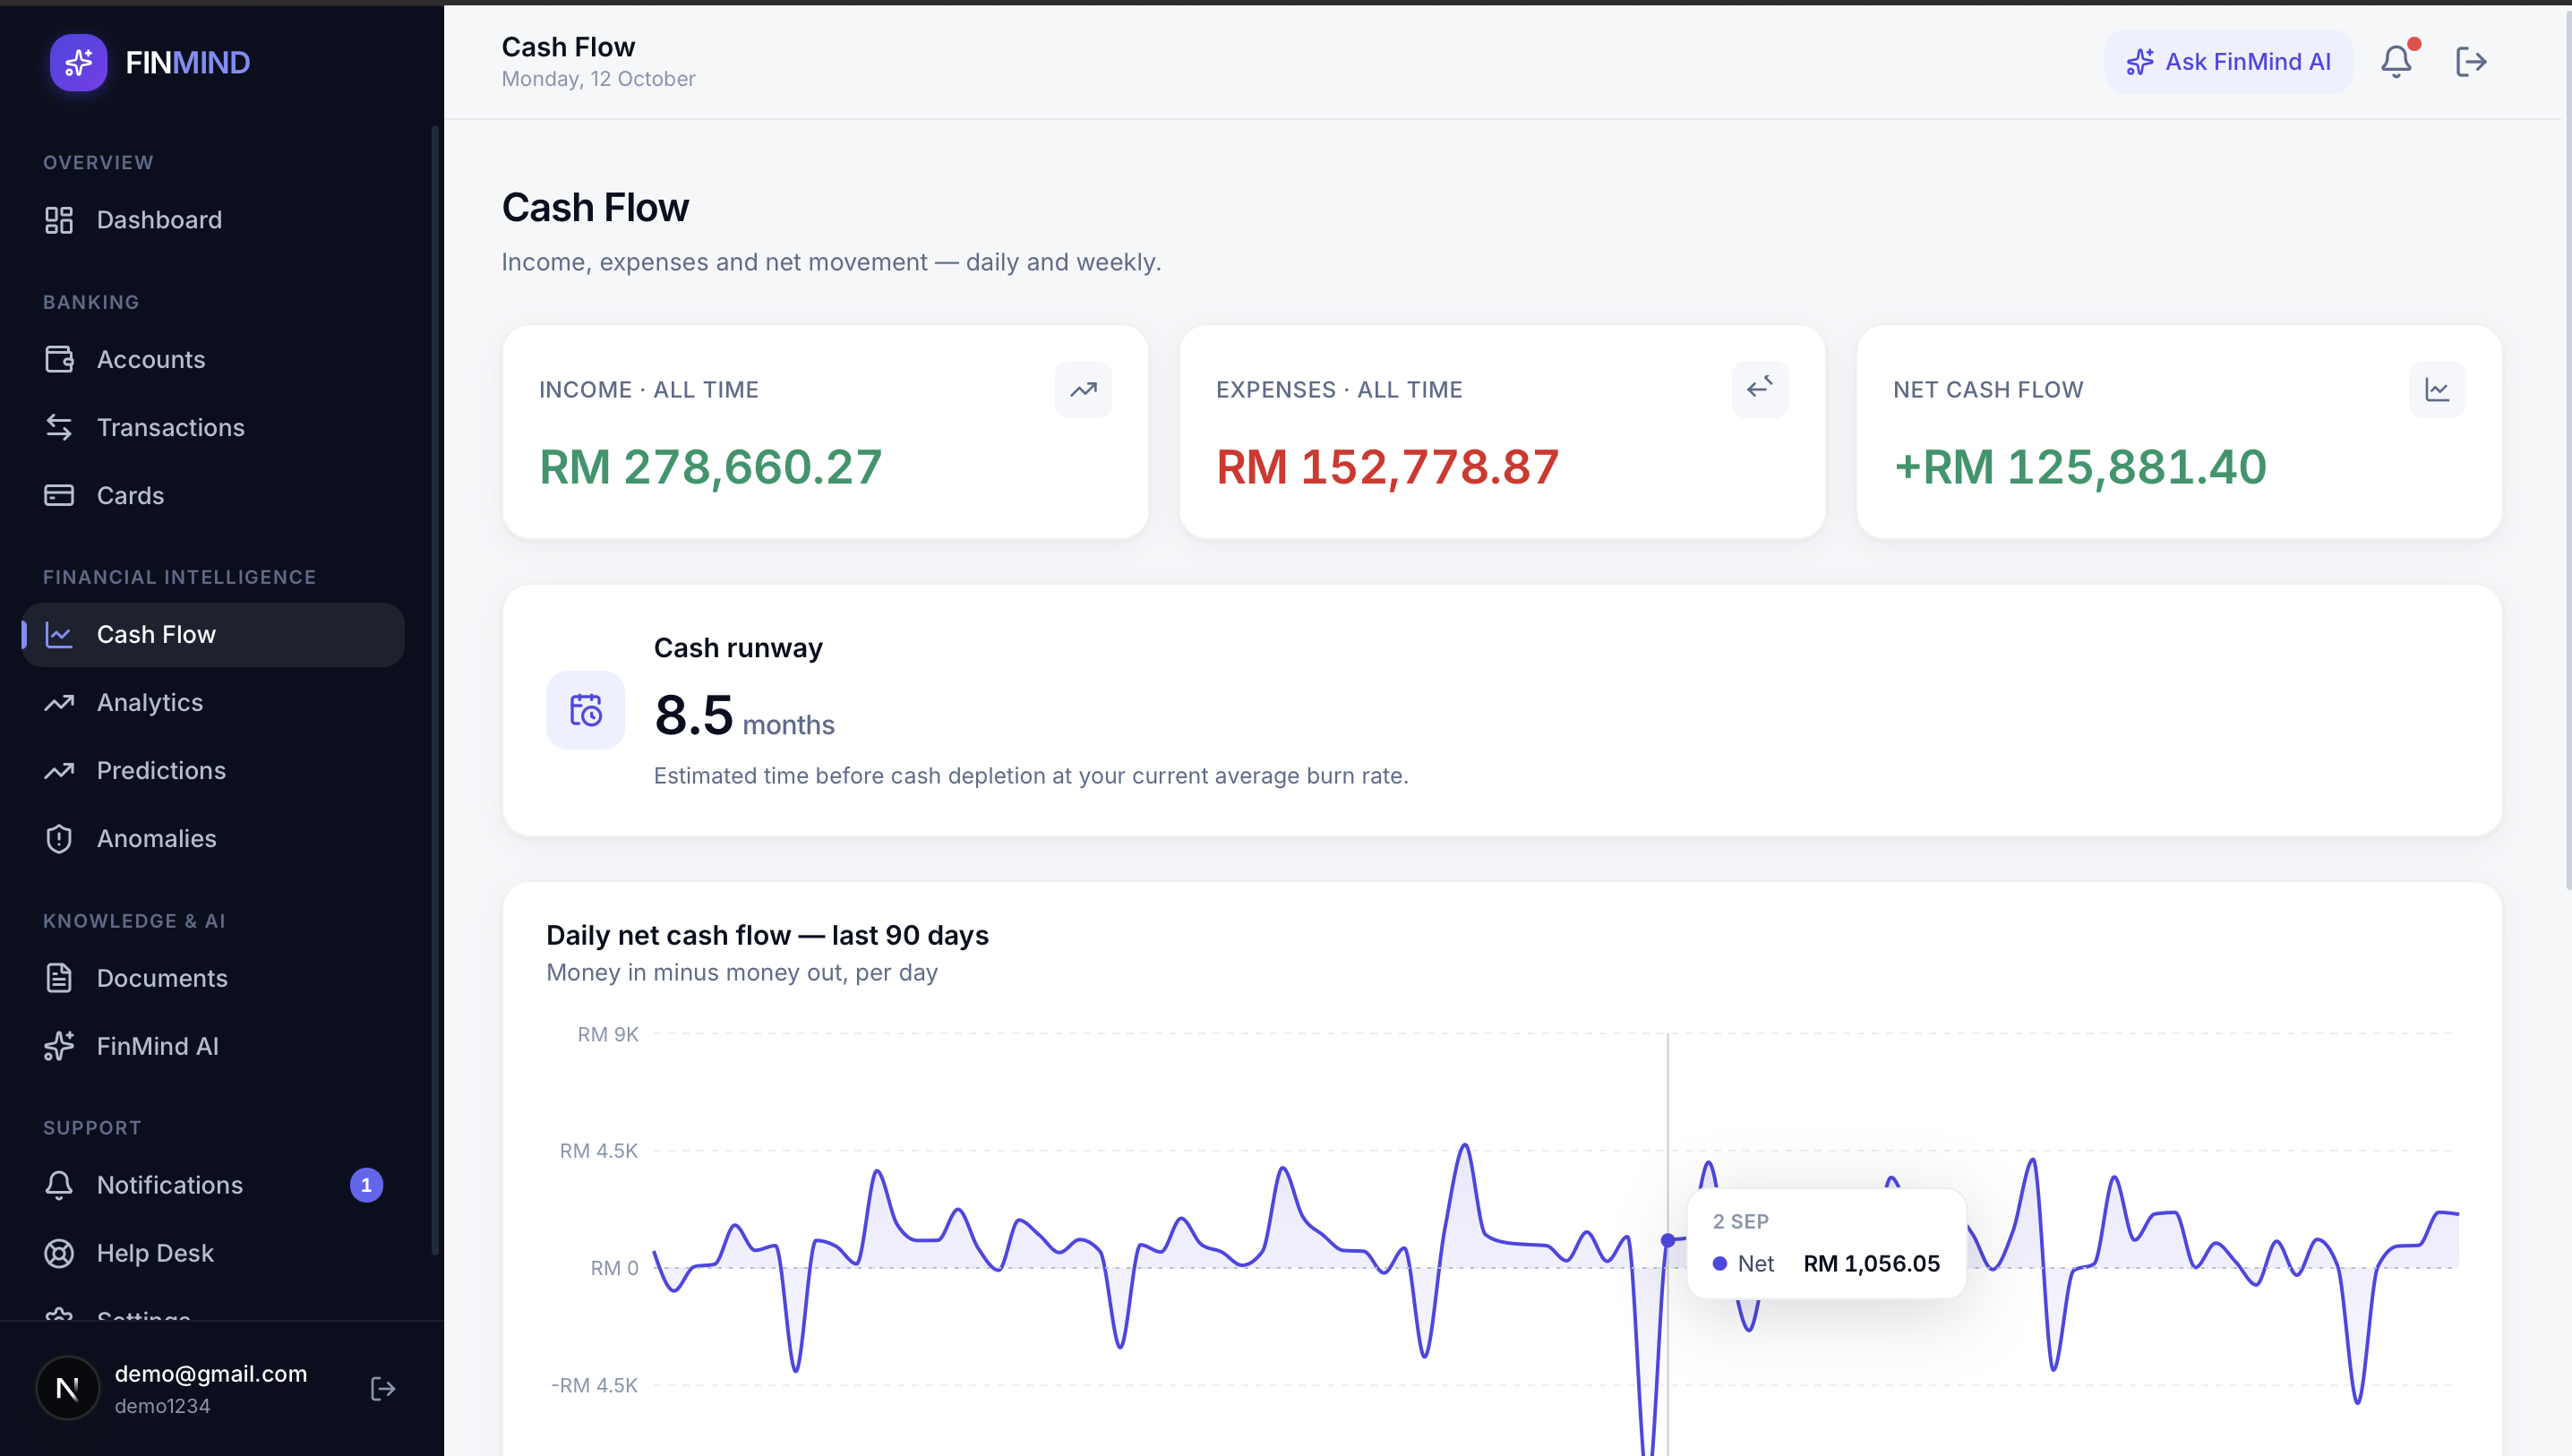 FINMIND
OVERVIEW
Dashboard
BANKING
Accounts
Transactions
Cards
FINANCIAL INTELLIGENCE
Cash Flow
Analytics
Predictions
Anomalies
KNOWLEDGE & AI
Documents
FinMind AI
SUPPORT
Notifications
1
Help Desk
Settings
N
demo@gmail.com
demo1234
Cash Flow
Monday, 12 October
Ask FinMind AI
Cash Flow
Income, expenses and net movement — daily and weekly.
INCOME · ALL TIME
RM 278,660.27
EXPENSES · ALL TIME
RM 152,778.87
NET CASH FLOW
+RM 125,881.40
Cash runway
8.5 months
Estimated time before cash depletion at your current average burn rate.
Daily net cash flow — last 90 days
Money in minus money out, per day
RM 9K
RM 4.5K
RM 0
-RM 4.5K
2 SEP
Net RM 1,056.05